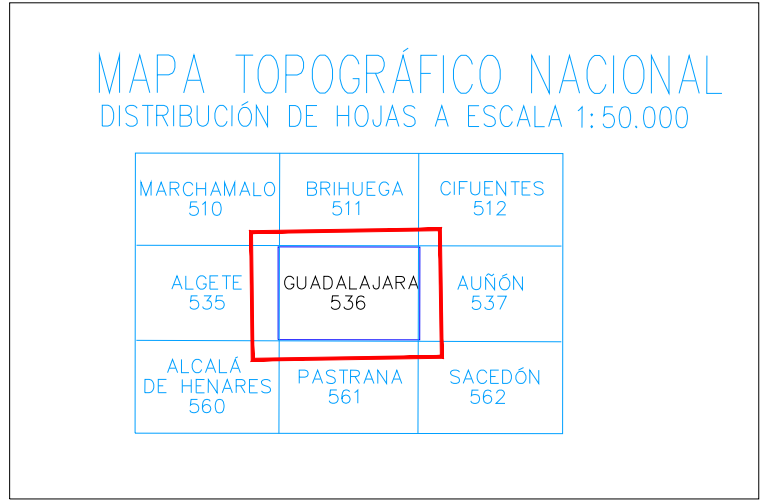 MAPA TOPOGRÁFICO NACIONAL
DISTRIBUCIÓN DE HOJAS A ESCALA 1:50.000
MARCHAMALO
510
BRIHUEGA
511
CIFUENTES
512
ALGETE
535
GUADALAJARA
536
AUÑÓN
537
ALCALÁ
DE HENARES
560
PASTRANA
561
SACEDÓN
562